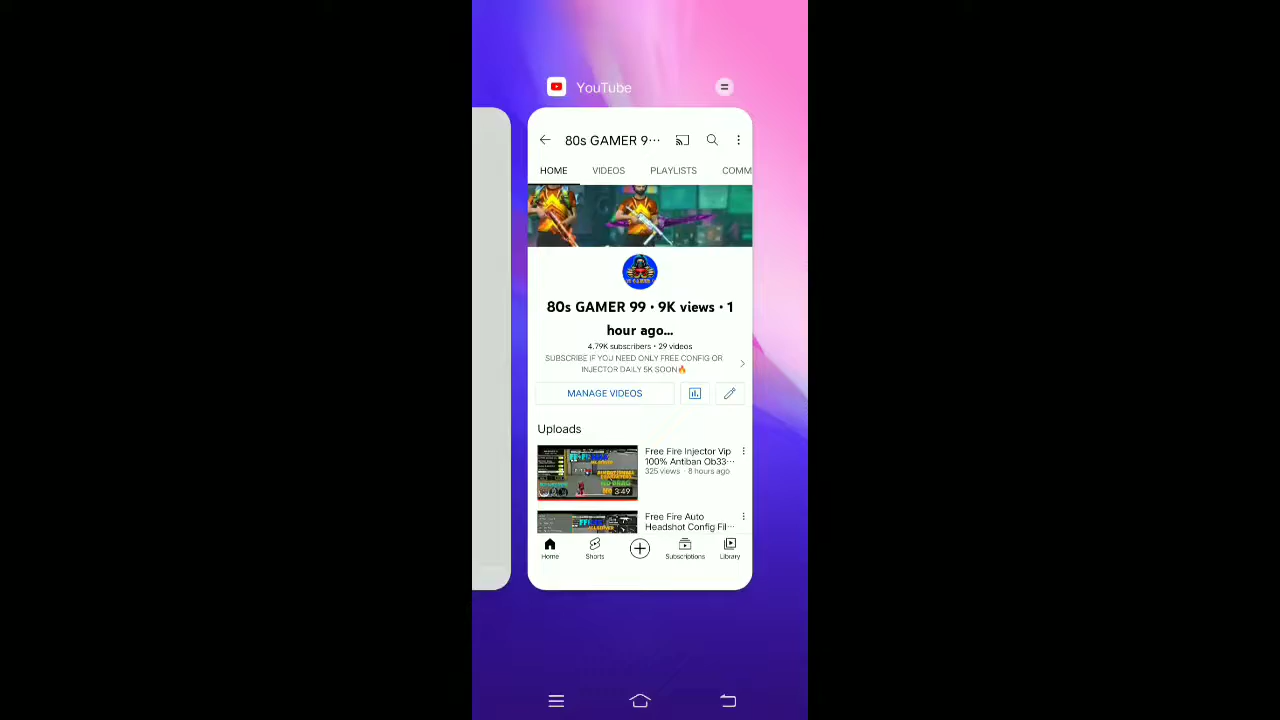 YouTube
80s GAMER 9···
HOME VIDEOS PLAYLISTS COMM
80s GAMER 99 • 9K views • 1
hour ago...
4.79K subscribers • 29 videos
SUBSCRIBE IF YOU NEED ONLY FREE CONFIG OR
INJECTOR DAILY 5K SOON🔥
MANAGE VIDEOS
Uploads
Free Fire Injector Vip
100% Antiban Ob33···
325 views · 8 hours ago
3:49
Free Fire Auto
Headshot Config Fil···
Home Shorts Subscriptions Library